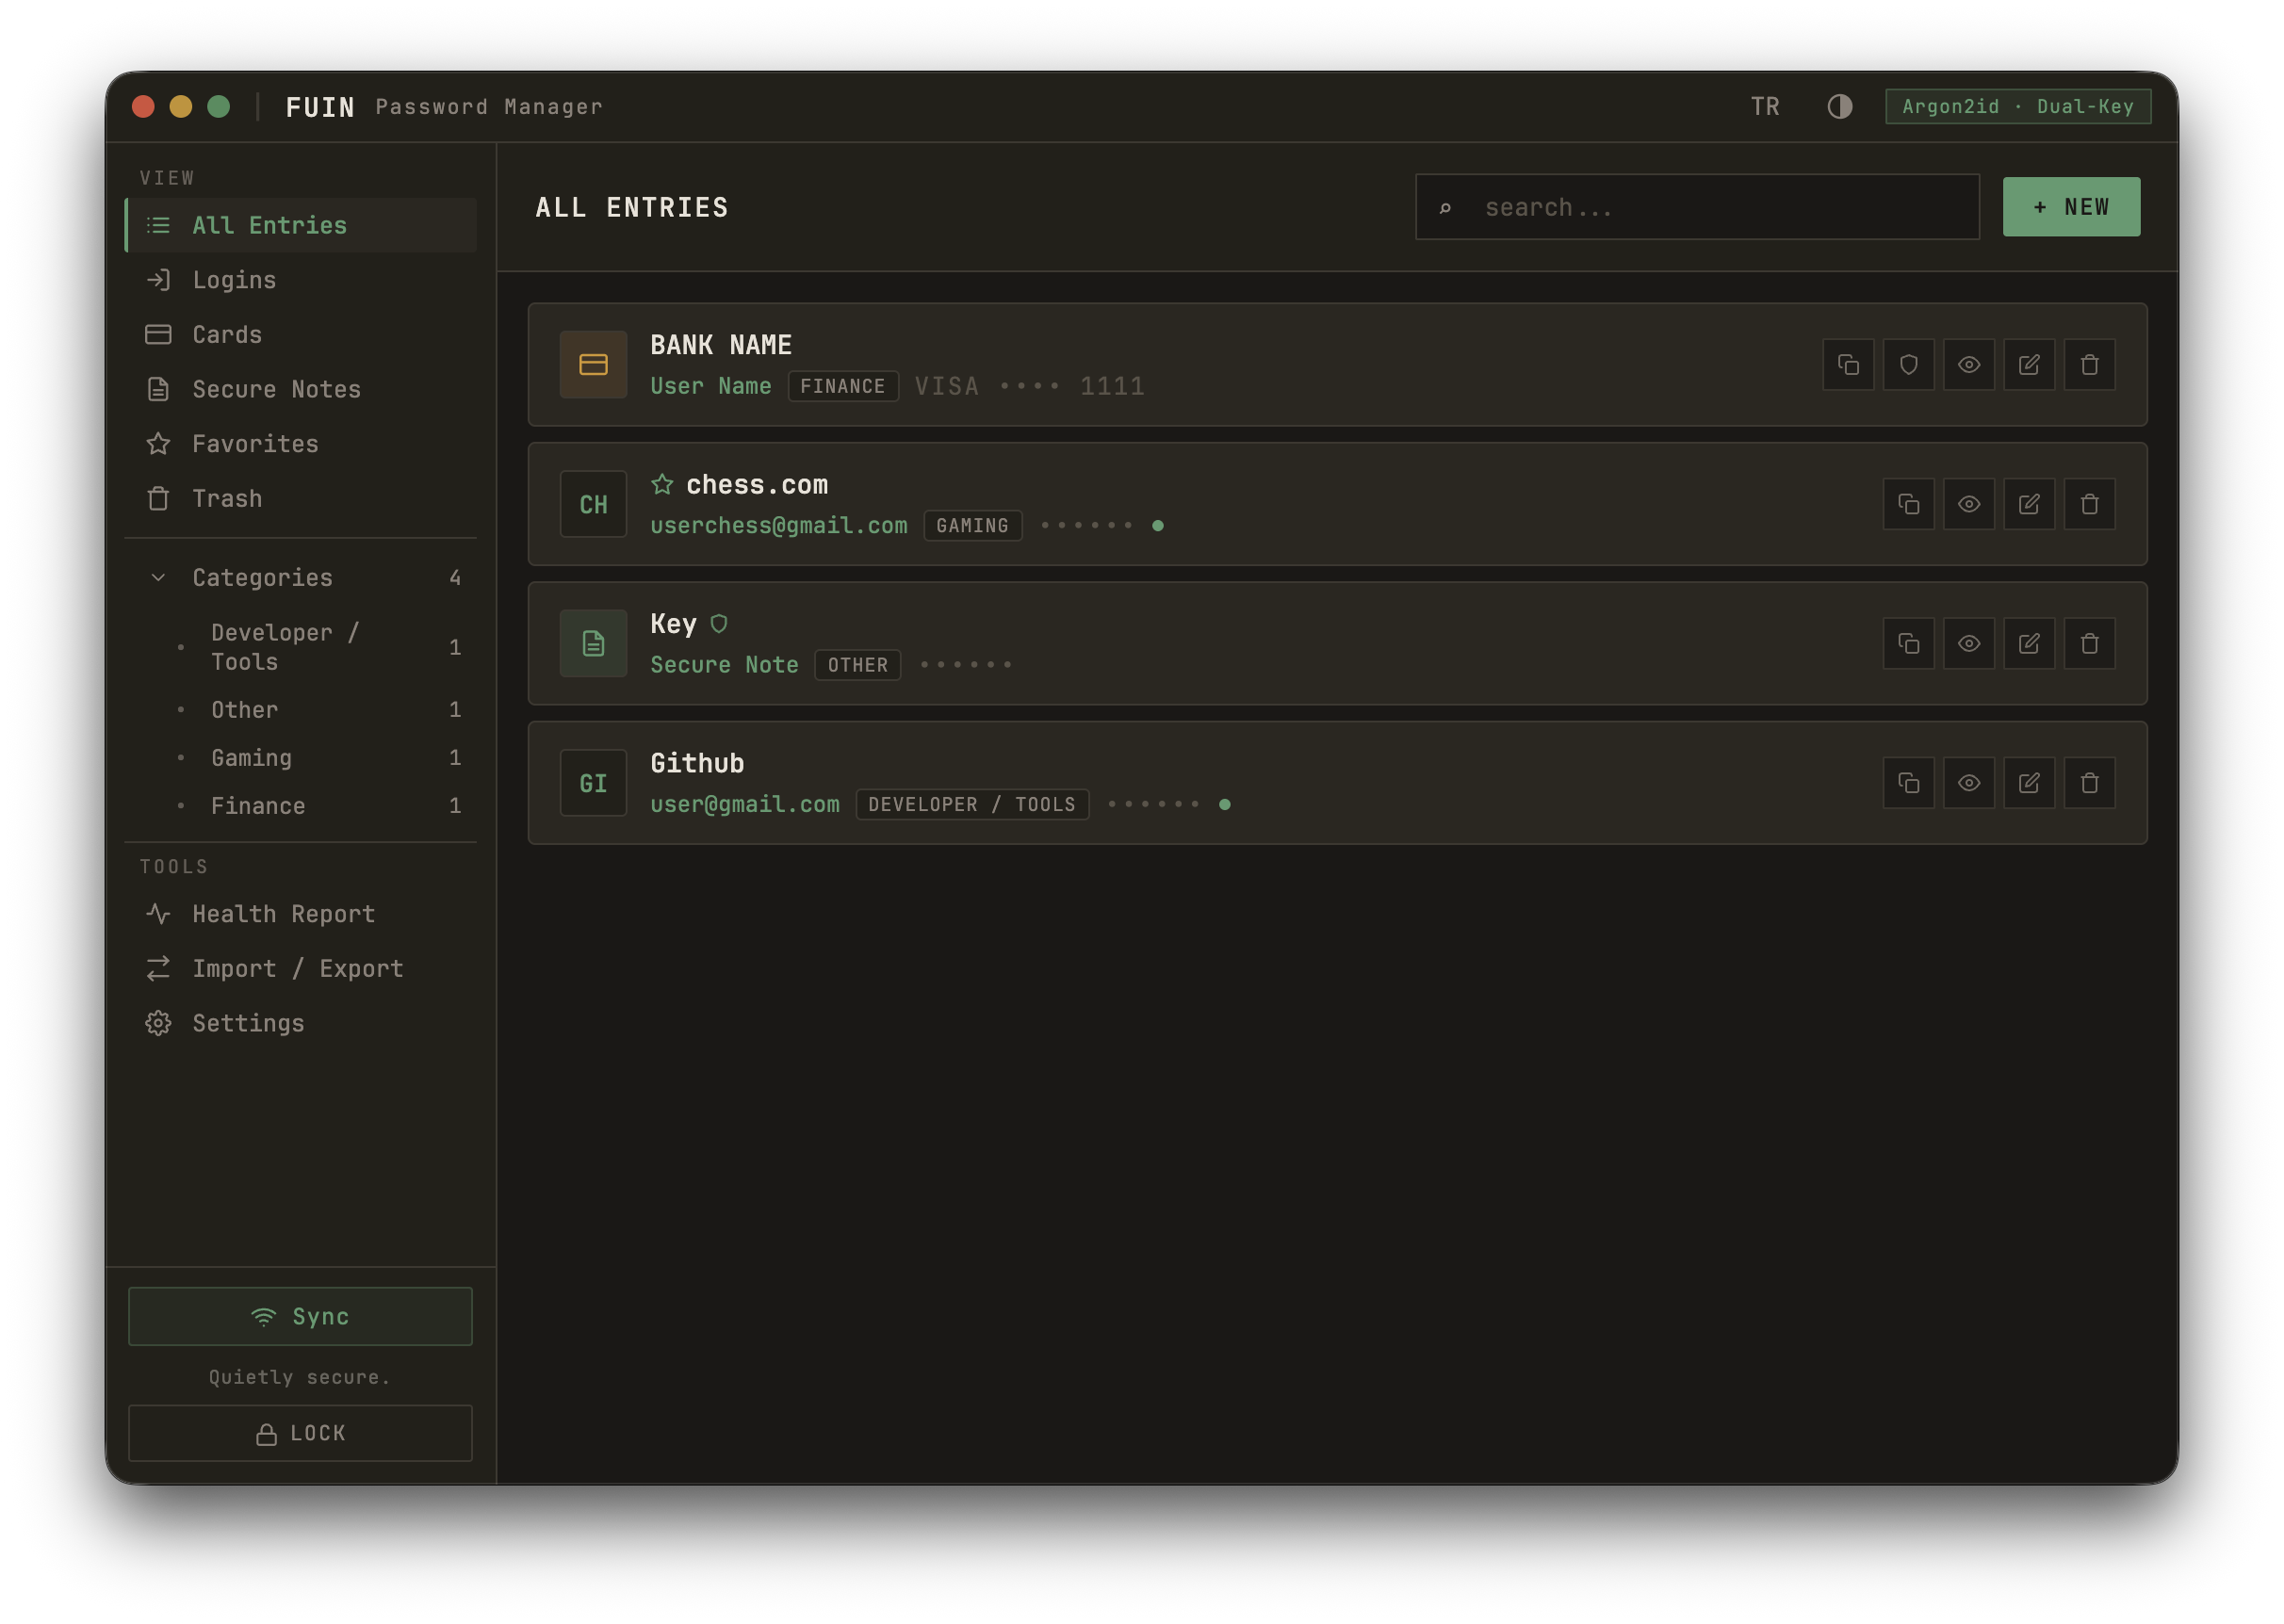 FUIN Password Manager
TR
Argon2id · Dual-Key
VIEW
All Entries
Logins
Cards
Secure Notes
Favorites
Trash
Categories 4
Developer /
Tools 1
Other 1
Gaming 1
Finance 1
TOOLS
Health Report
Import / Export
Settings
Sync
Quietly secure.
LOCK
ALL ENTRIES
search...
+ NEW
BANK NAME
User Name FINANCE VISA •••• 1111
CH
chess.com
userchess@gmail.com GAMING ••••••
Key
Secure Note OTHER ••••••
GI
Github
user@gmail.com DEVELOPER / TOOLS ••••••